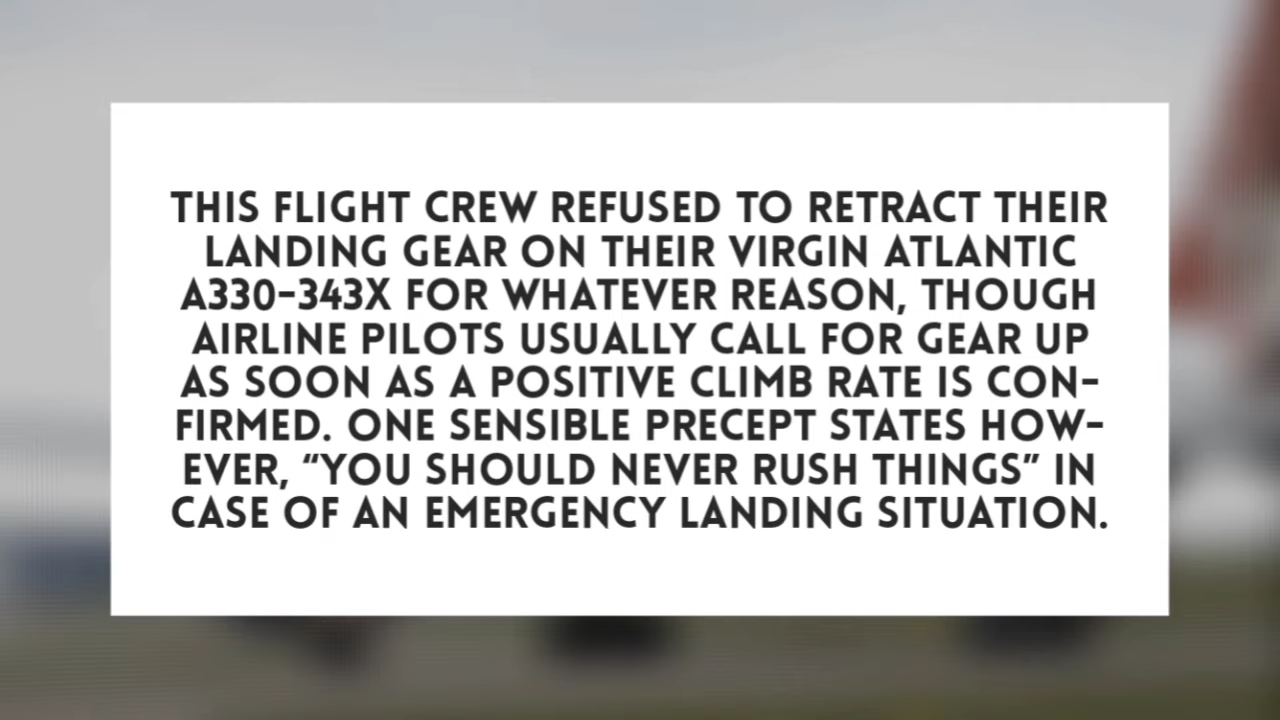 THIS FLIGHT CREW REFUSED TO RETRACT THEIR
LANDING GEAR ON THEIR VIRGIN ATLANTIC
A330-343X FOR WHATEVER REASON, THOUGH
AIRLINE PILOTS USUALLY CALL FOR GEAR UP
AS SOON AS A POSITIVE CLIMB RATE IS CON-
FIRMED. ONE SENSIBLE PRECEPT STATES HOW-
EVER, “YOU SHOULD NEVER RUSH THINGS” IN
CASE OF AN EMERGENCY LANDING SITUATION.